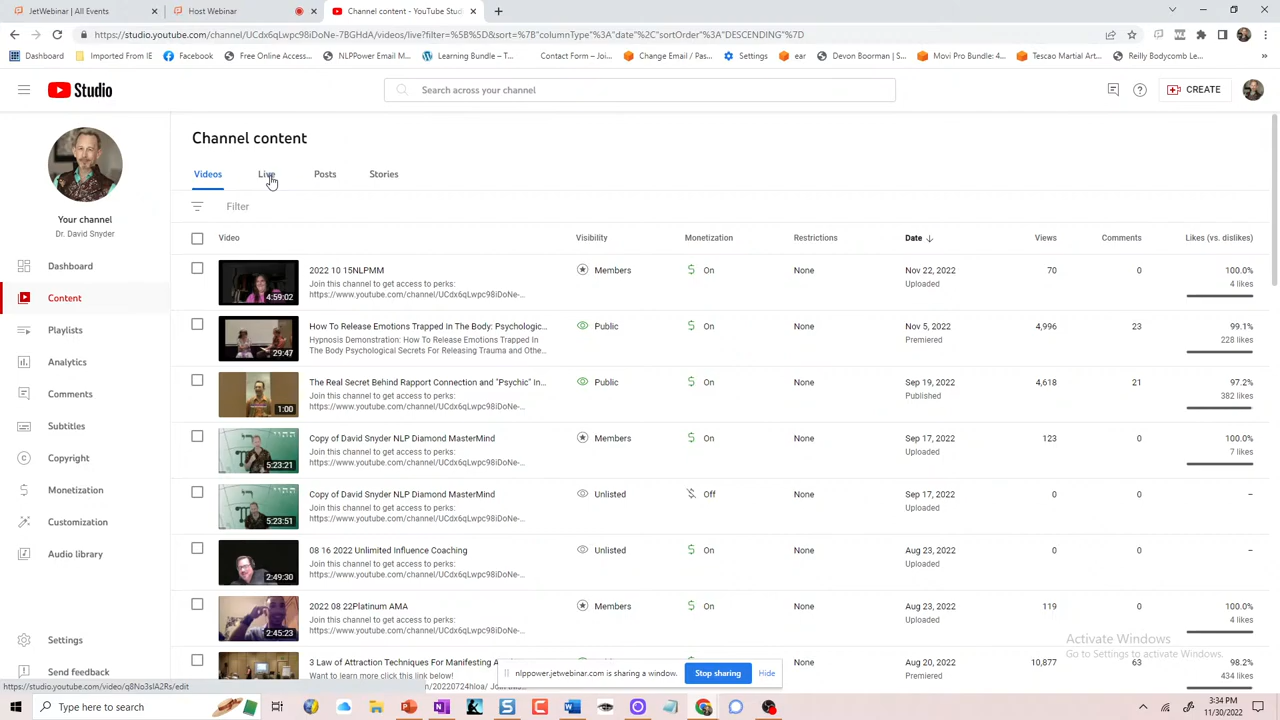 JetWebinar | All Events
Host Webinar
Channel content - YouTube Stud
studio.youtube.com/channel/UCdx6qLwpc98iDoNe-7BGHdA/videos/live?filter=%5B%5D&sort=%7B"columnType"%3A"date"%2C"sortOrder"%3A"DESCENDING"%7D
Dashboard
Imported From IE
Facebook
Free Online Access...
NLPPower Email M...
Learning Bundle – T...
Contact Form – Joi...
Change Email / Pas...
Settings
ear
Devon Boorman | S...
Movi Pro Bundle: 4...
Tescao Martial Art...
Reilly Bodycomb Le...
»
Studio
Search across your channel
CREATE
Channel content
Your channel
Dr. David Snyder
Dashboard
Content
Playlists
Analytics
Comments
Subtitles
Copyright
Monetization
Customization
Audio library
Settings
Send feedback
Videos Live Posts Stories
Filter
Video Visibility Monetization Restrictions Date Views Comments Likes (vs. dislikes)
2022 10 15NLPMM Members On None Nov 22, 2022 70 0 100.0%
Join this channel to get access to perks: Uploaded 4 likes
4:59:02 https://www.youtube.com/channel/UCdx6qLwpc98iDoNe-...
How To Release Emotions Trapped In The Body: Psychologic... Public On None Nov 5, 2022 4,996 23 99.1%
Hypnosis Demonstration: How To Release Emotions Trapped In Premiered 228 likes
29:47 The Body Psychological Secrets For Releasing Trauma and Othe...
The Real Secret Behind Rapport Connection and "Psychic" In... Public On None Sep 19, 2022 4,618 21 97.2%
Join this channel to get access to perks: Published 382 likes
1:00 https://www.youtube.com/channel/UCdx6qLwpc98iDoNe-...
Copy of David Snyder NLP Diamond MasterMind Members On None Sep 17, 2022 123 0 100.0%
Join this channel to get access to perks: Uploaded 7 likes
5:23:21 https://www.youtube.com/channel/UCdx6qLwpc98iDoNe-...
Copy of David Snyder NLP Diamond MasterMind Unlisted Off None Sep 17, 2022 0 0 –
Join this channel to get access to perks: Uploaded
5:23:51 https://www.youtube.com/channel/UCdx6qLwpc98iDoNe-...
08 16 2022 Unlimited Influence Coaching Unlisted On None Aug 23, 2022 0 0 –
Join this channel to get access to perks: Uploaded
2:49:30 https://www.youtube.com/channel/UCdx6qLwpc98iDoNe-...
2022 08 22Platinum AMA Members On None Aug 23, 2022 119 0 100.0%
Join this channel to get access to perks: Uploaded 4 likes
2:45:23 https://www.youtube.com/channel/UCdx6qLwpc98iDoNe-...
3 Law of Attraction Techniques For Manifesting A On None Aug 20, 2022 10,877 63 98.2%
Want to learn more click this link below! Uploaded 434 likes
nlppower.jetwebinar.com is sharing a window. Stop sharing Hide
Activate Windows
Go to Settings to activate Windows.
https://studio.youtube.com/video/q8No3sIA2Rs/edit
Type here to search
3:34 PM
11/30/2022